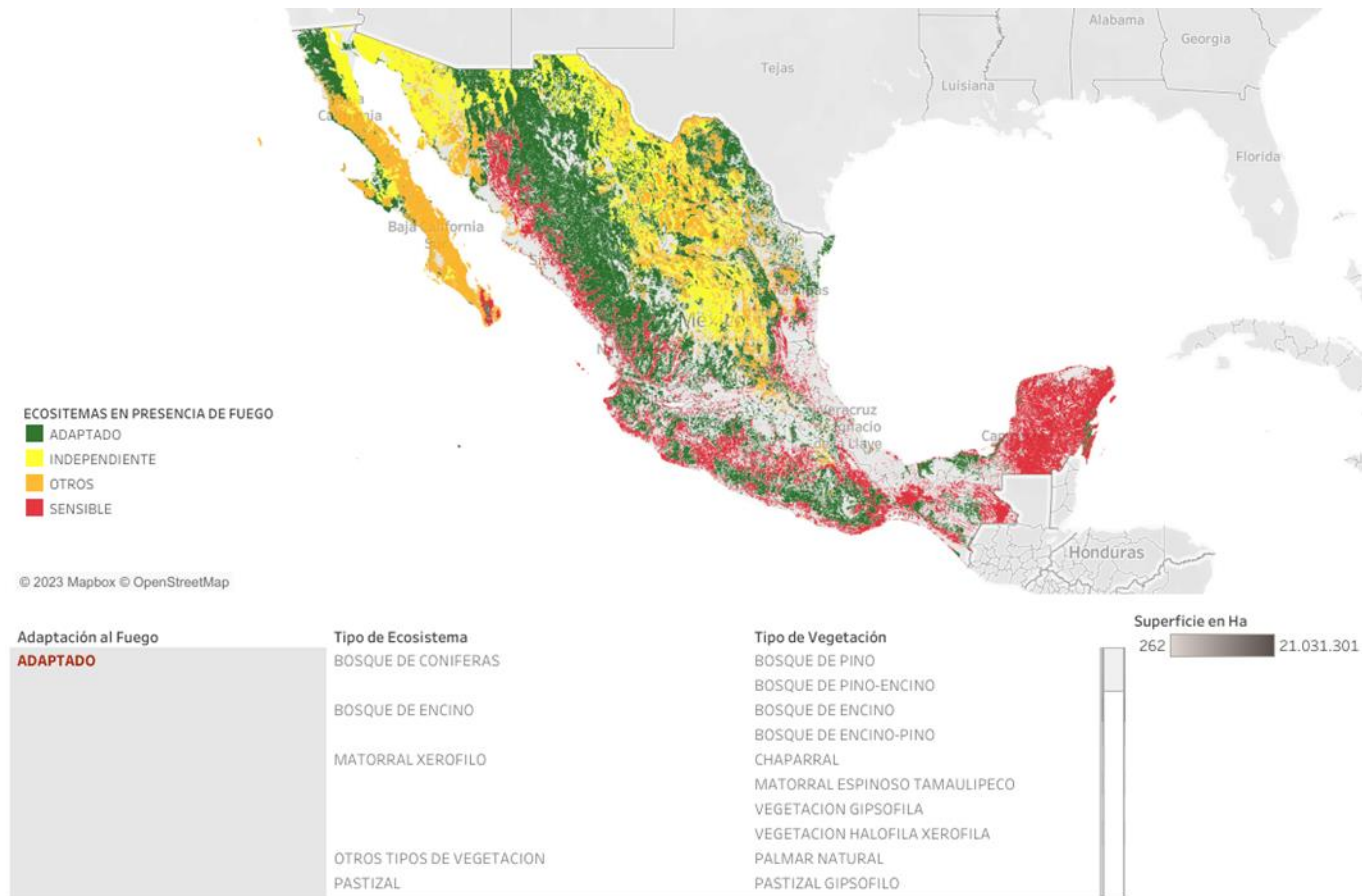 Alabama
Georgia
Tejas
Luisiana
Florida
Baja California
Veracruz
Ignacio
de la Llave
Honduras
ECOSITEMAS EN PRESENCIA DE FUEGO
ADAPTADO
INDEPENDIENTE
OTROS
SENSIBLE
© 2023 Mapbox © OpenStreetMap
Superficie en Ha
262 21.031.301
Adaptación al Fuego Tipo de Ecosistema Tipo de Vegetación
ADAPTADO BOSQUE DE CONIFERAS BOSQUE DE PINO
BOSQUE DE PINO-ENCINO
BOSQUE DE ENCINO BOSQUE DE ENCINO
BOSQUE DE ENCINO-PINO
MATORRAL XEROFILO CHAPARRAL
MATORRAL ESPINOSO TAMAULIPECO
VEGETACION GIPSOFILA
VEGETACION HALOFILA XEROFILA
OTROS TIPOS DE VEGETACION PALMAR NATURAL
PASTIZAL PASTIZAL GIPSOFILO